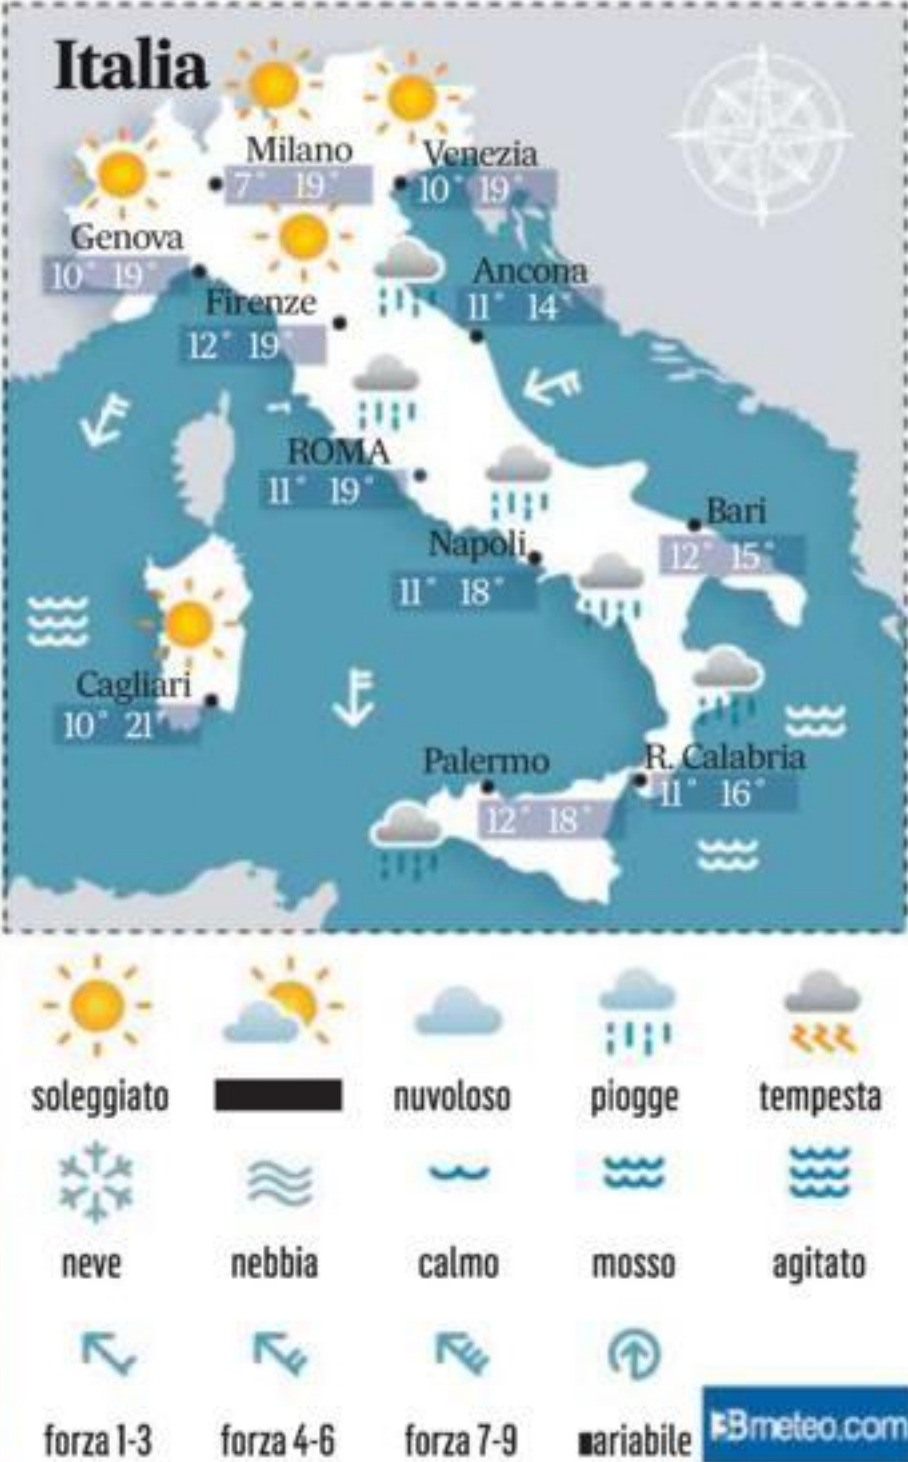 Italia
Milano
7° 19°
Venezia
10° 19°
Genova
10° 19°
Ancona
11° 14°
Firenze
12° 19°
ROMA
11° 19°
Bari
12° 15°
Napoli
11° 18°
Cagliari
10° 21°
Palermo
12° 18°
R. Calabria
11° 16°
soleggiato
nuvoloso
piogge
tempesta
neve
nebbia
calmo
mosso
agitato
forza 1-3
forza 4-6
forza 7-9
ariabile
3Bmeteo.com